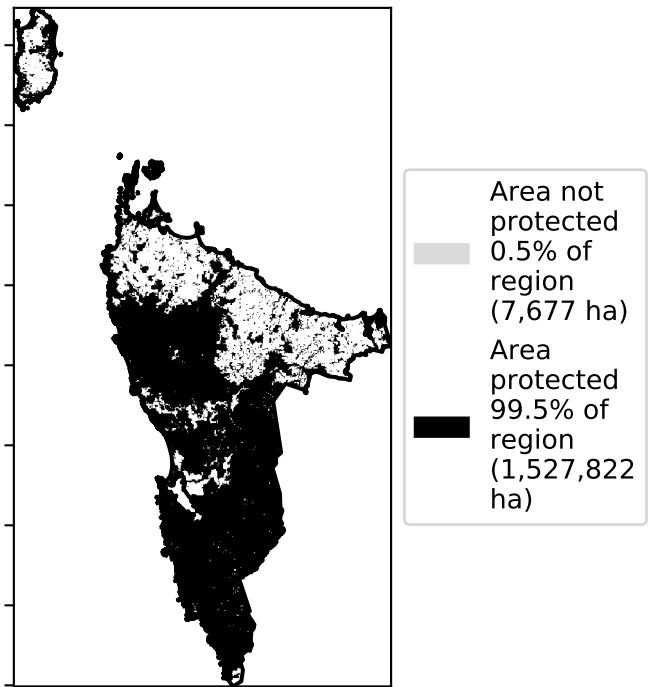 Area not
protected
0.5% of
region
(7,677 ha)
Area
protected
99.5% of
region
(1,527,822
ha)